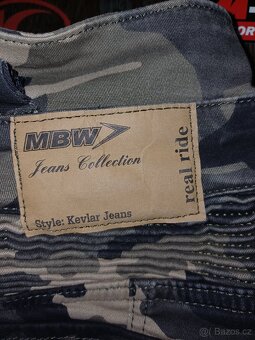 MBW
Jeans Collection
real ride
Style: Kevlar Jeans
Bazos.cz